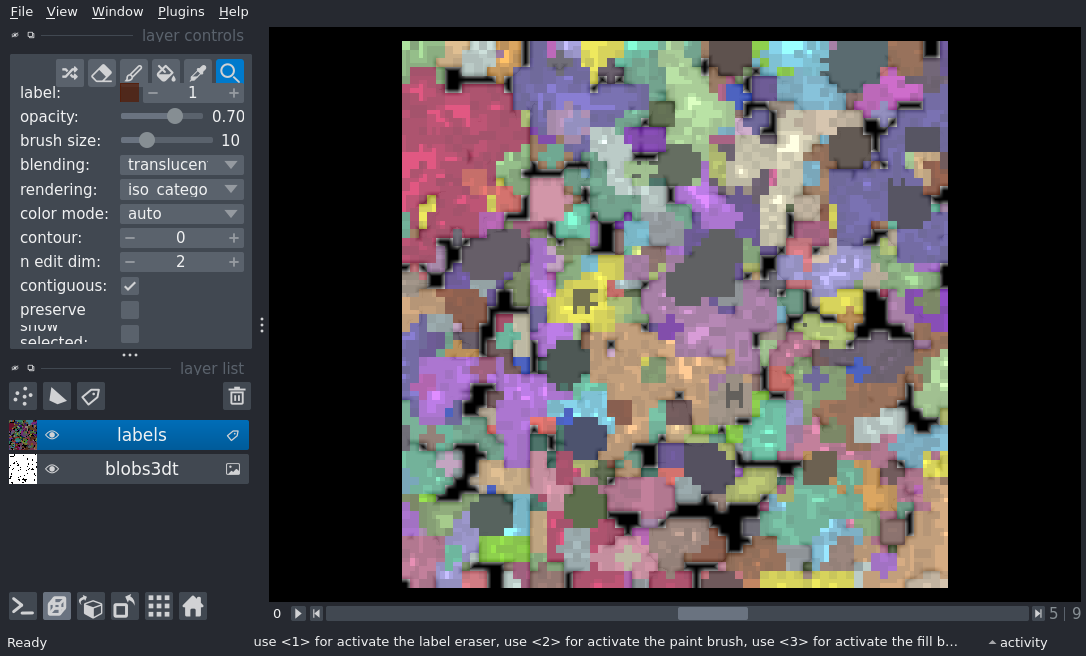 File View Window Plugins Help
layer controls
label: 1
opacity: 0.70
brush size: 10
blending: translucen
rendering: iso_catego
color mode: auto
contour: 0
n edit dim: 2
contiguous:
preserve
show
selected:
layer list
labels
blobs3dt
0 5 | 9
Ready use <1> for activate the label eraser, use <2> for activate the paint brush, use <3> for activate the fill b... activity